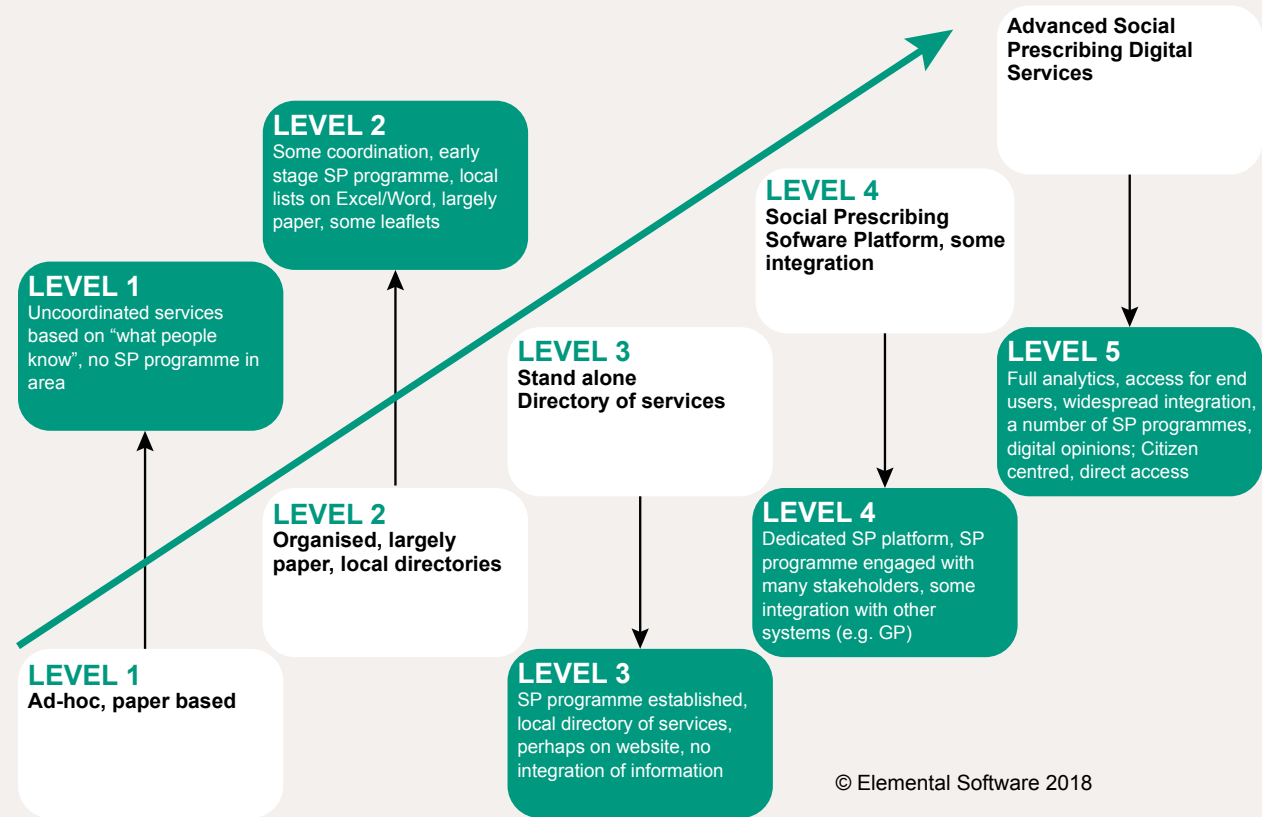 LEVEL 1
Ad-hoc, paper based
LEVEL 1
Uncoordinated services
based on “what people
know”, no SP programme in
area
LEVEL 2
Organised, largely
paper, local directories
LEVEL 2
Some coordination, early
stage SP programme, local
lists on Excel/Word, largely
paper, some leaflets
LEVEL 3
Stand alone
Directory of services
LEVEL 3
SP programme established,
local directory of services,
perhaps on website, no
integration of information
LEVEL 4
Social Prescribing
Sofware Platform, some
integration
LEVEL 4
Dedicated SP platform, SP
programme engaged with
many stakeholders, some
integration with other
systems (e.g. GP)
Advanced Social
Prescribing Digital
Services
LEVEL 5
Full analytics, access for end
users, widespread integration,
a number of SP programmes,
digital opinions; Citizen
centred, direct access
© Elemental Software 2018